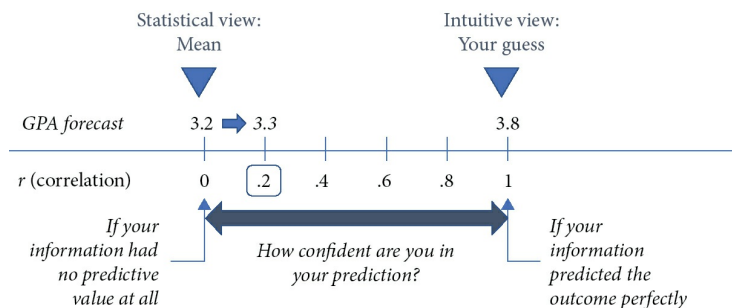 Statistical view:
Mean
Intuitive view:
Your guess
GPA forecast 3.2 3.3 3.8
r (correlation) 0 .2 .4 .6 .8 1
If your
information had
no predictive
value at all
How confident are you in
your prediction?
If your
information
predicted the
outcome perfectly